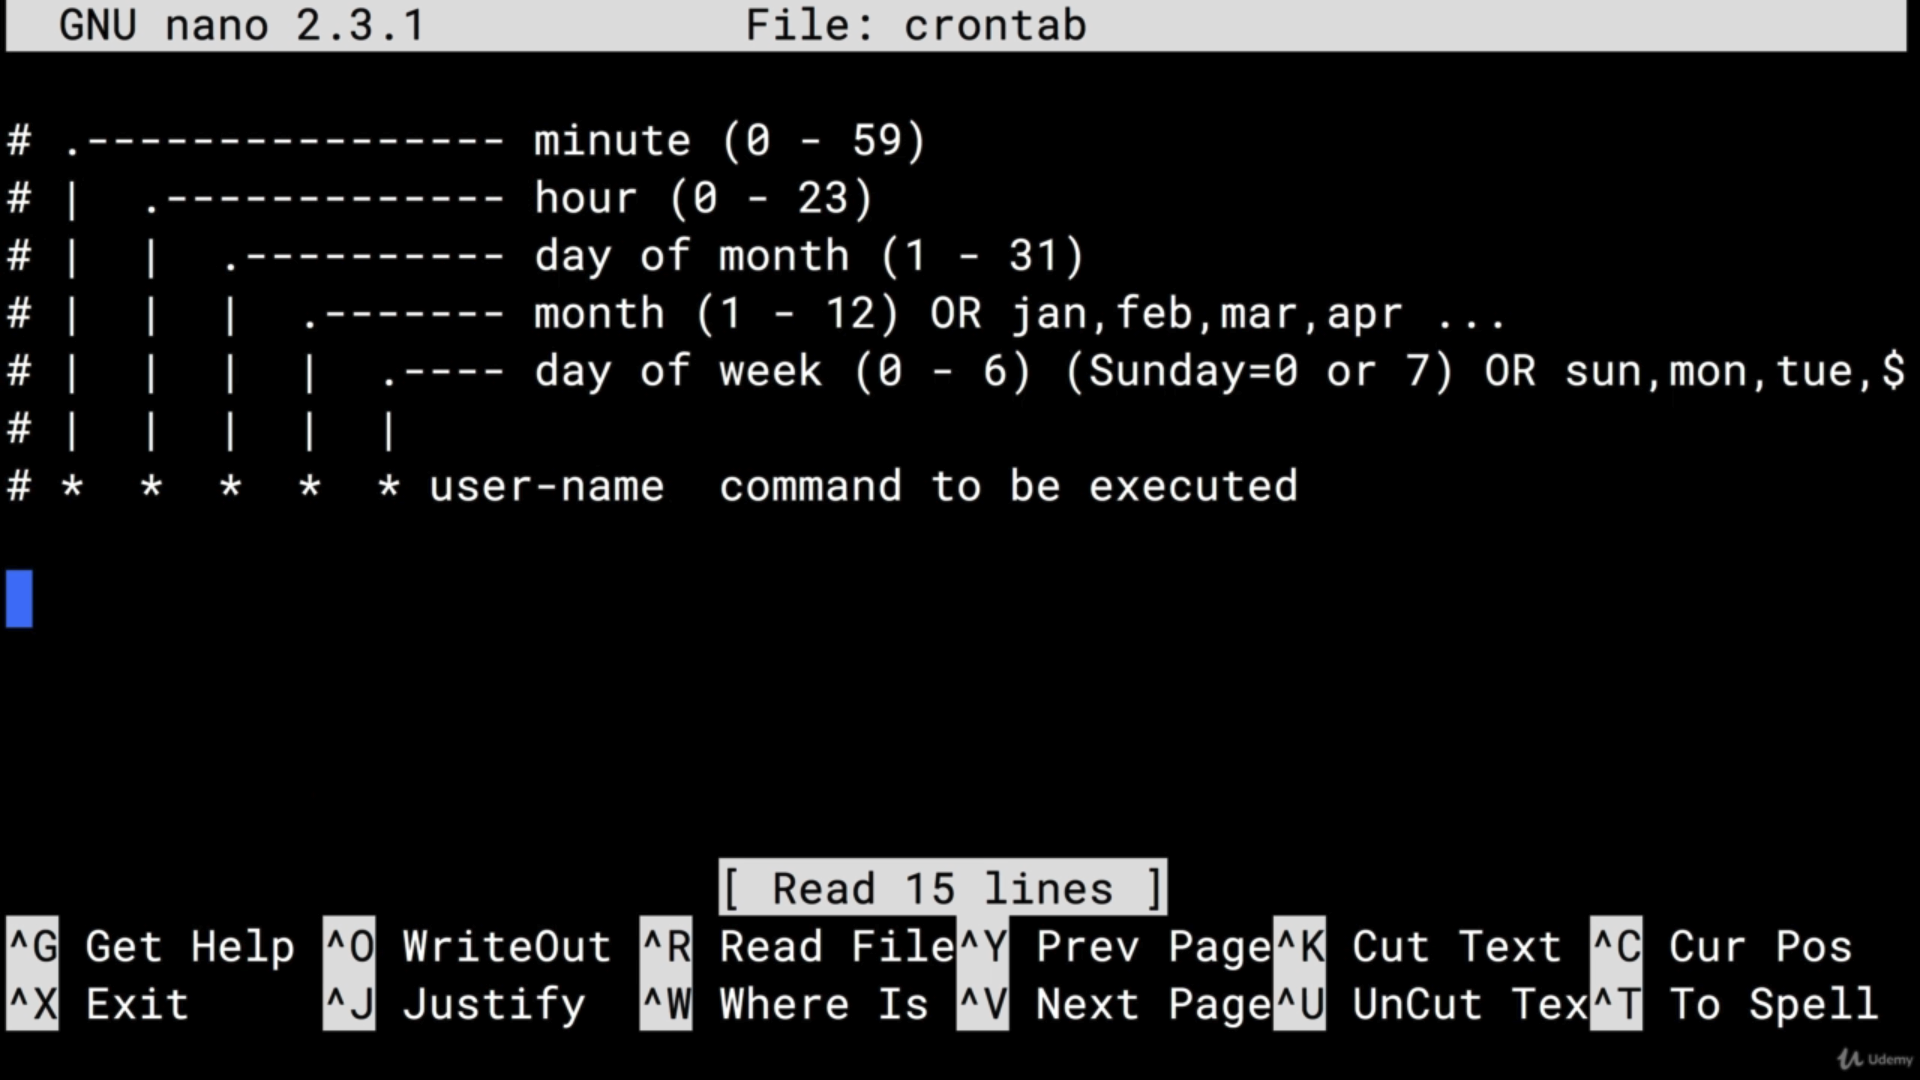 GNU nano 2.3.1 File: crontab
# .---------------- minute (0 - 59)
# |  .------------- hour (0 - 23)
# |  |  .---------- day of month (1 - 31)
# |  |  |  .------- month (1 - 12) OR jan,feb,mar,apr ...
# |  |  |  |  .---- day of week (0 - 6) (Sunday=0 or 7) OR sun,mon,tue,$
# |  |  |  |  |
# *  *  *  *  * user-name  command to be executed
[ Read 15 lines ]
^G Get Help ^O WriteOut ^R Read File ^Y Prev Page ^K Cut Text ^C Cur Pos
^X Exit ^J Justify ^W Where Is ^V Next Page ^U UnCut Tex ^T To Spell
Udemy